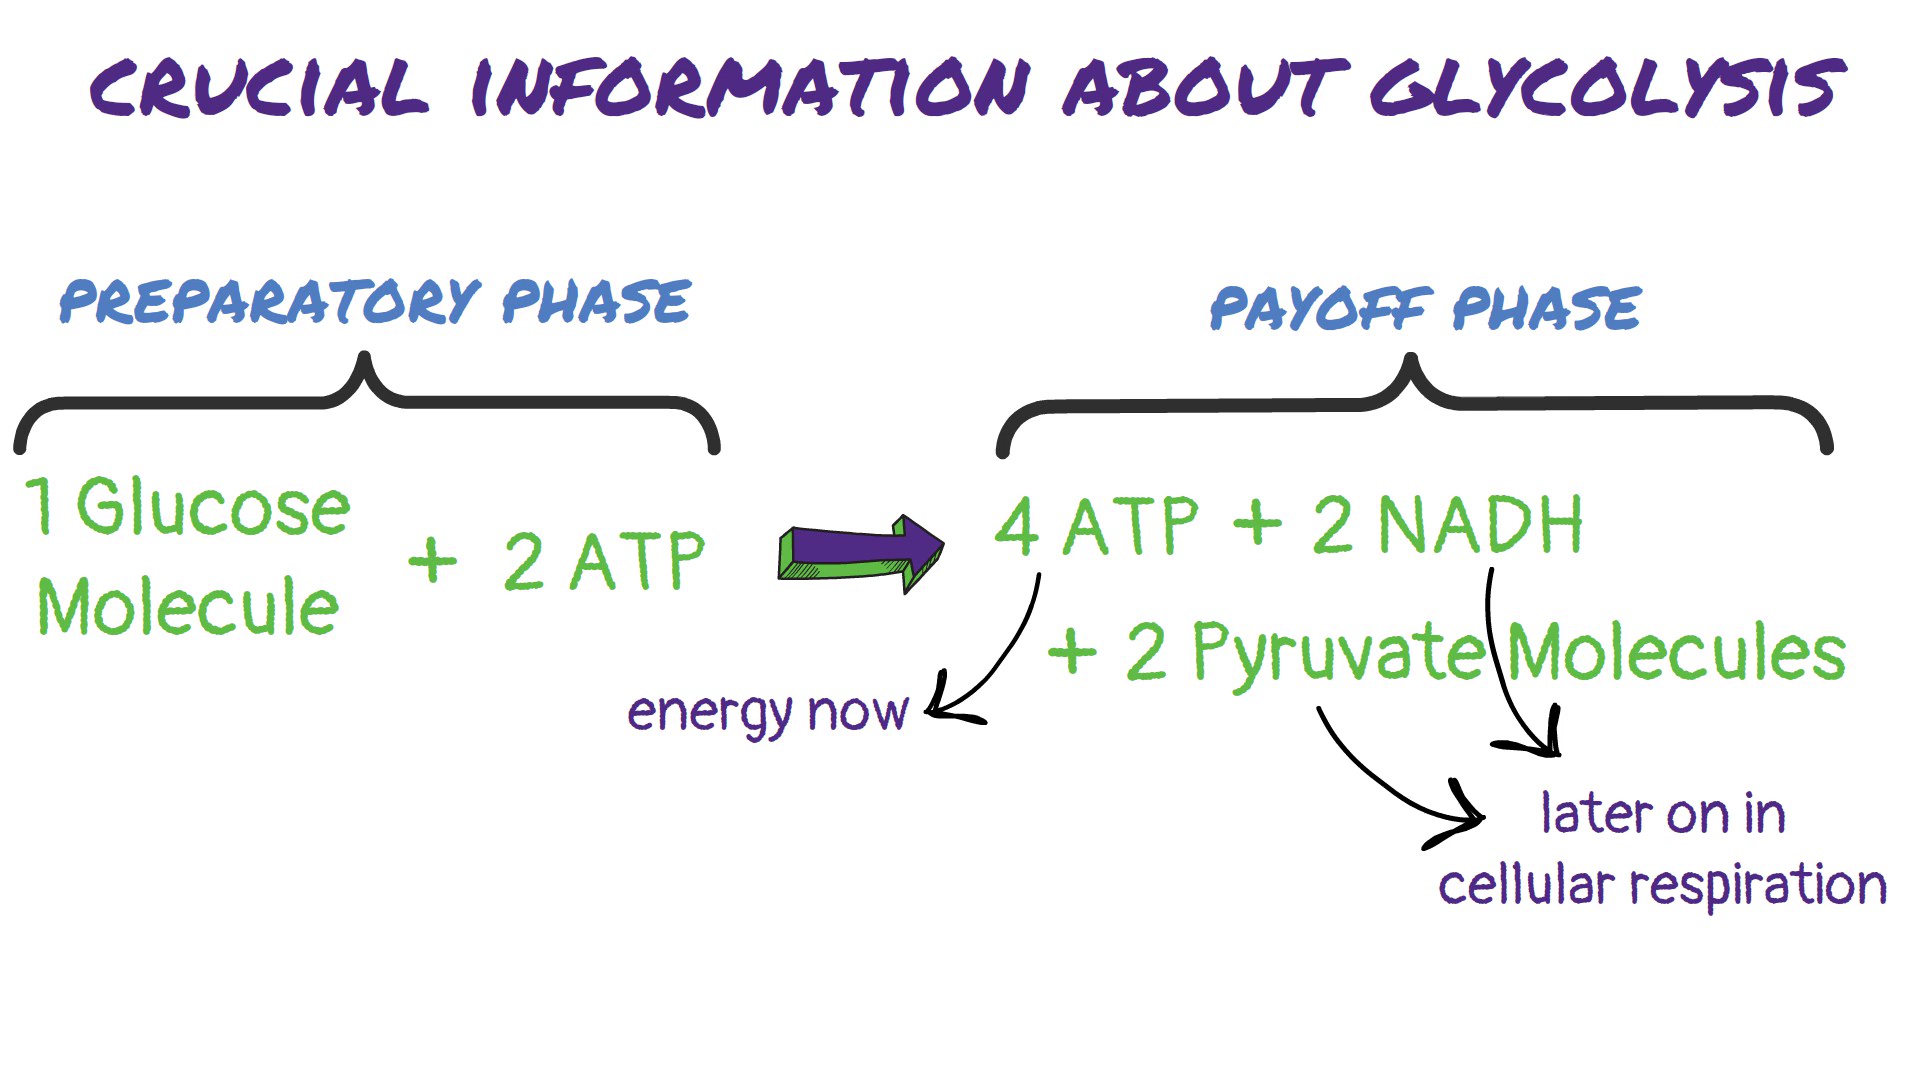 CRUCIAL INFORMATION ABOUT GLYCOLYSIS
PREPARATORY PHASE
1 Glucose
Molecule
+ 2 ATP
PAYOFF PHASE
4 ATP + 2 NADH
+ 2 Pyruvate Molecules
energy now
later on in
cellular respiration